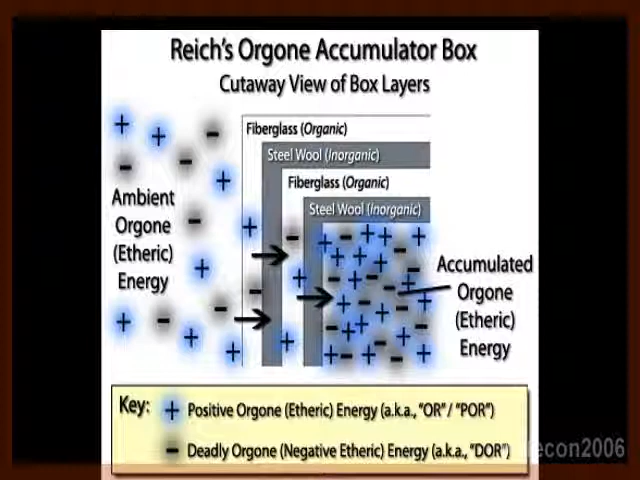 Reich's Orgone Accumulator Box
Cutaway View of Box Layers
Fiberglass (Organic)
Steel Wool (Inorganic)
Fiberglass (Organic)
Steel Wool (Inorganic)
Ambient
Orgone
(Etheric)
Energy
Accumulated
Orgone
(Etheric)
Energy
Key:
+ Positive Orgone (Etheric) Energy (a.k.a., "OR" / "POR")
- Deadly Orgone (Negative Etheric) Energy (a.k.a., "DOR")